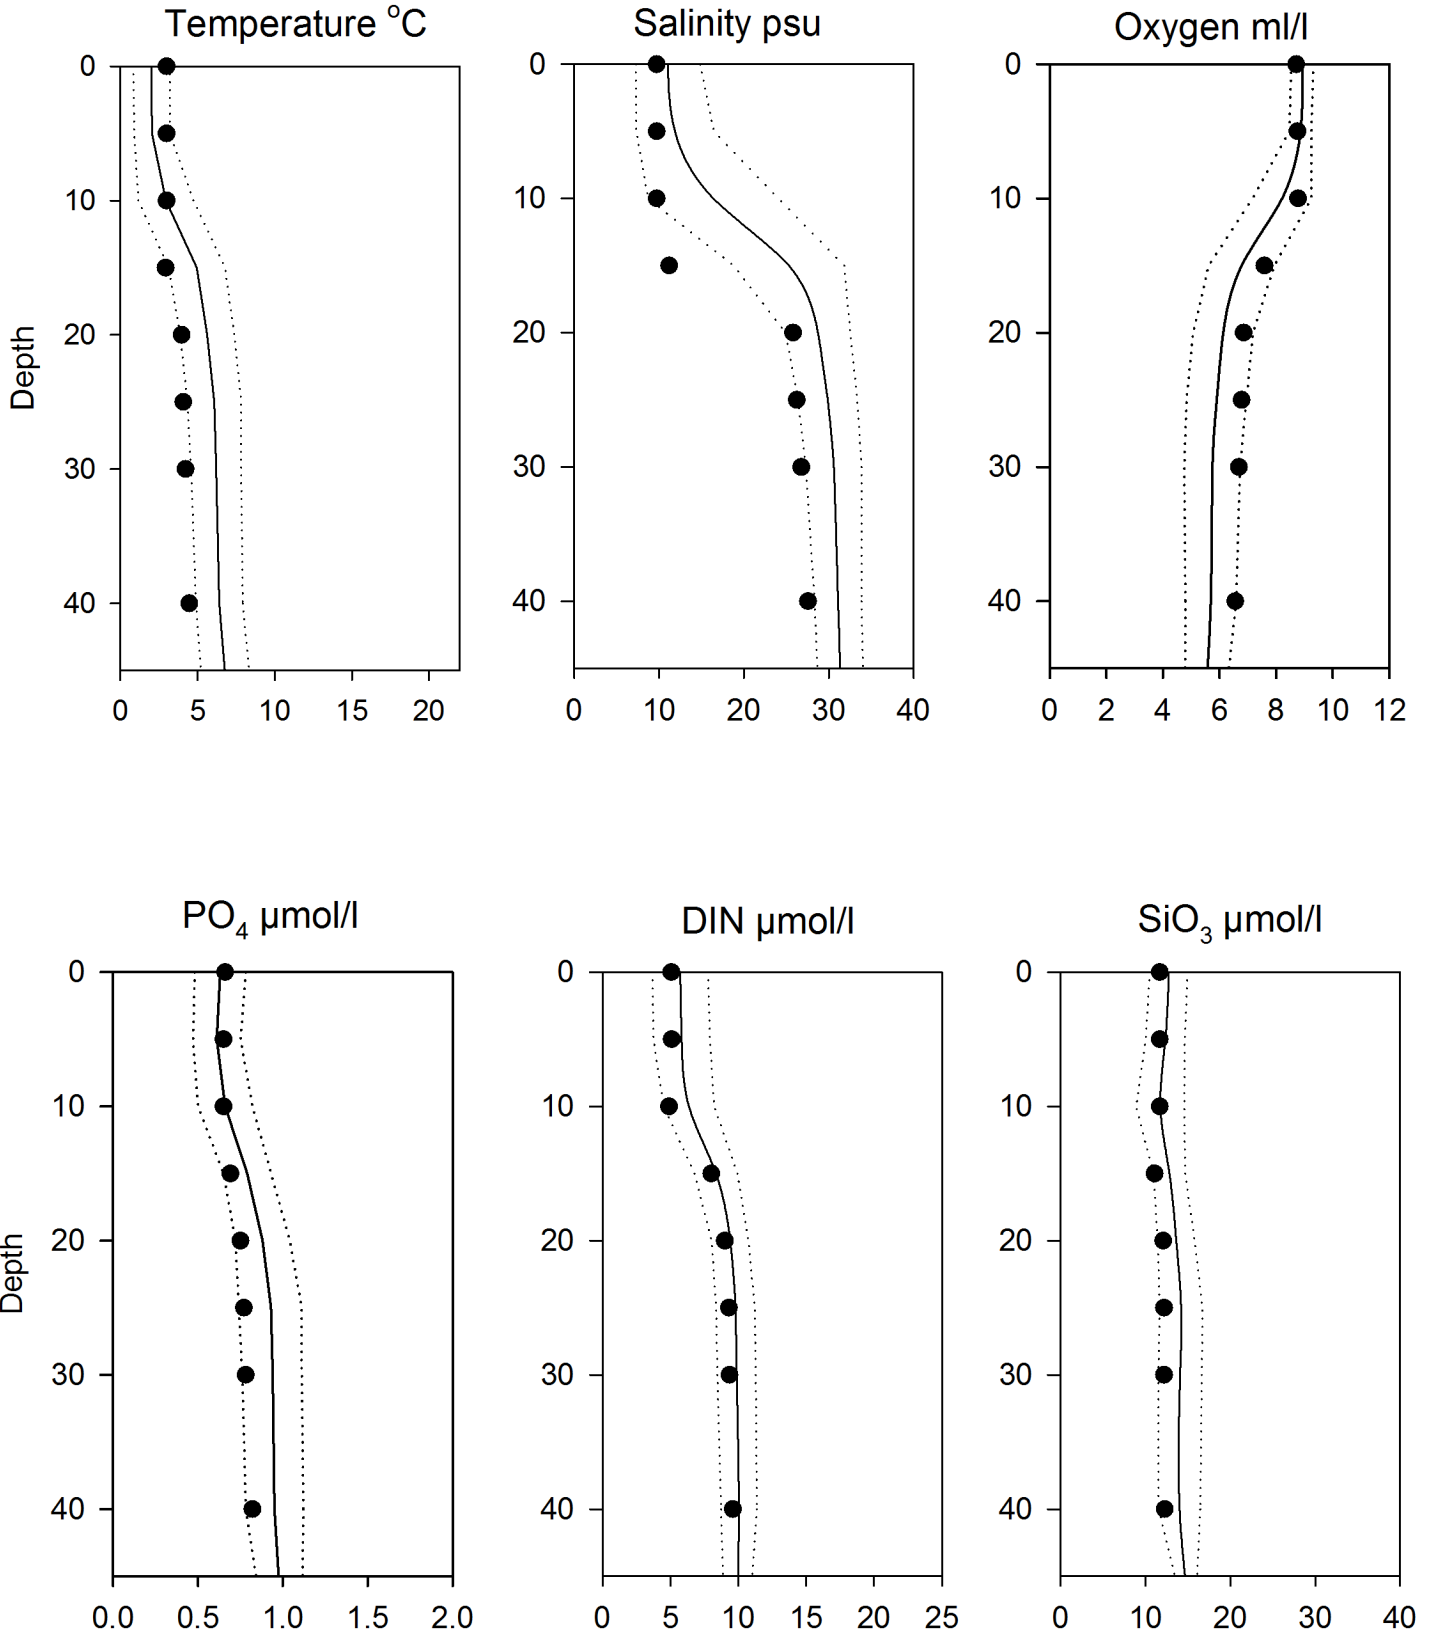 Temperature °C
Salinity psu
Oxygen ml/l
0
10
20
30
40
Depth
0 5 10 15 20
0
10
20
30
40
0 10 20 30 40
0
10
20
30
40
0 2 4 6 8 10 12
PO4 µmol/l
DIN µmol/l
SiO3 µmol/l
0
10
20
30
40
Depth
0.0 0.5 1.0 1.5 2.0
0
10
20
30
40
0 5 10 15 20 25
0
10
20
30
40
0 10 20 30 40